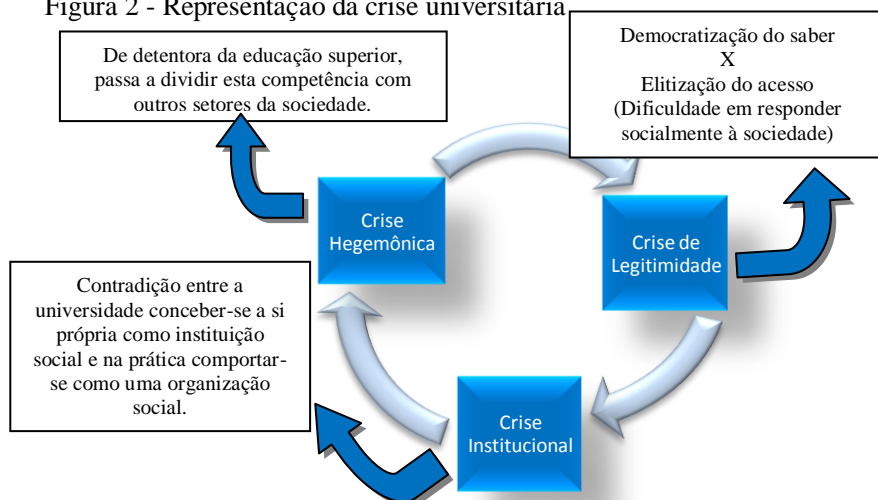 Figura 2 - Representação da crise universitária
De detentora da educação superior,
passa a dividir esta competência com
outros setores da sociedade.
Democratização do saber
X
Elitização do acesso
(Dificuldade em responder
socialmente à sociedade)
Crise
Hegemônica
Crise de
Legitimidade
Contradição entre a
universidade conceber-se a si
própria como instituição
social e na prática comportar-
se como uma organização
social.
Crise
Institucional